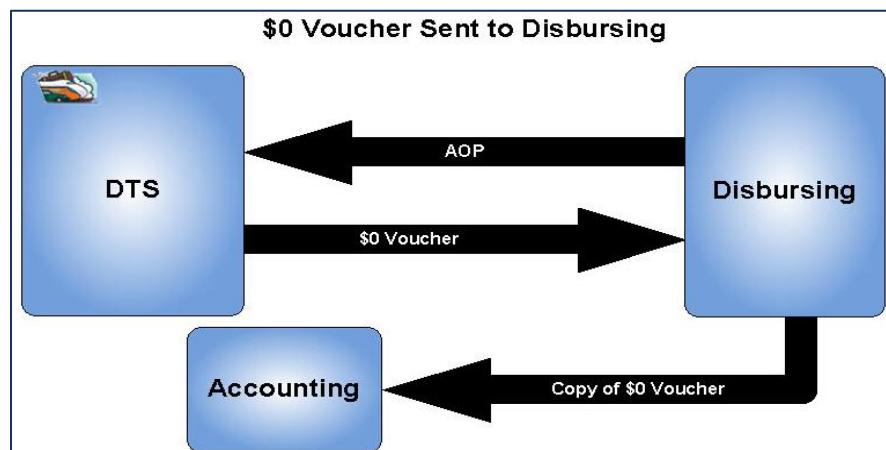 $0 Voucher Sent to Disbursing
AOP
DTS
Disbursing
$0 Voucher
Accounting
Copy of $0 Voucher